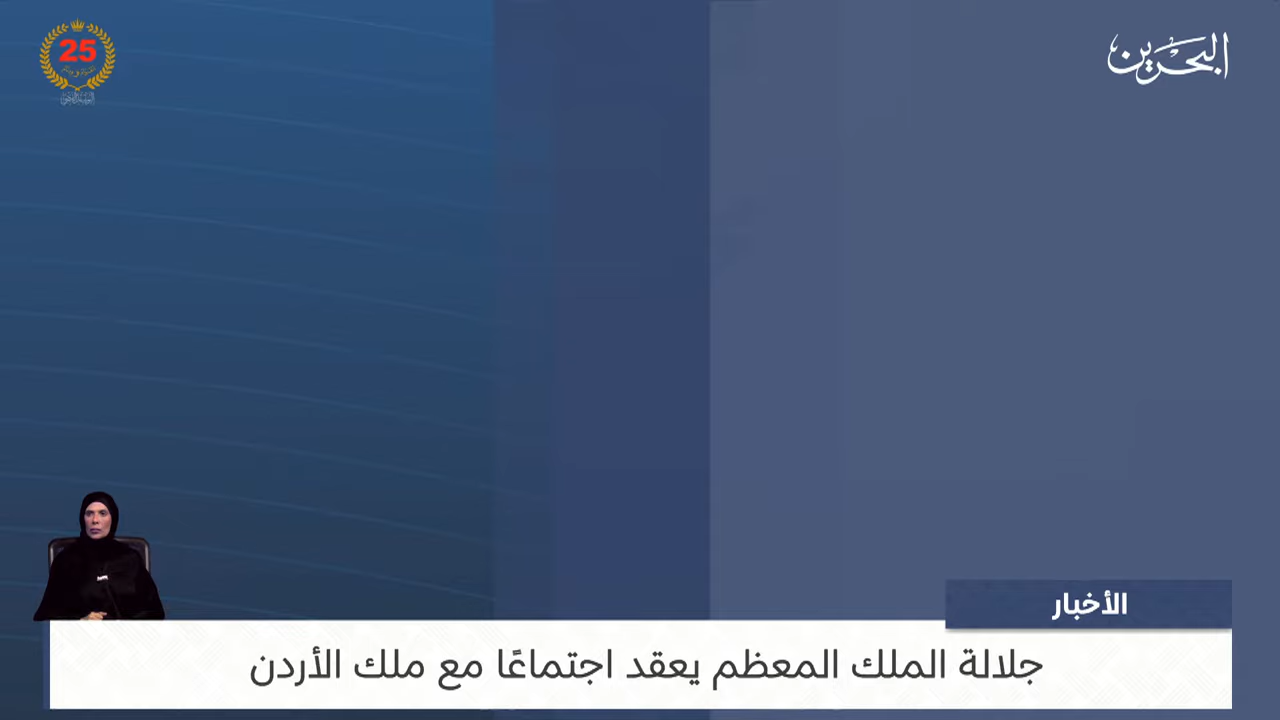 25
البحرين
الأخبار
جلالة الملك المعظم يعقد اجتماعًا مع ملك الأردن